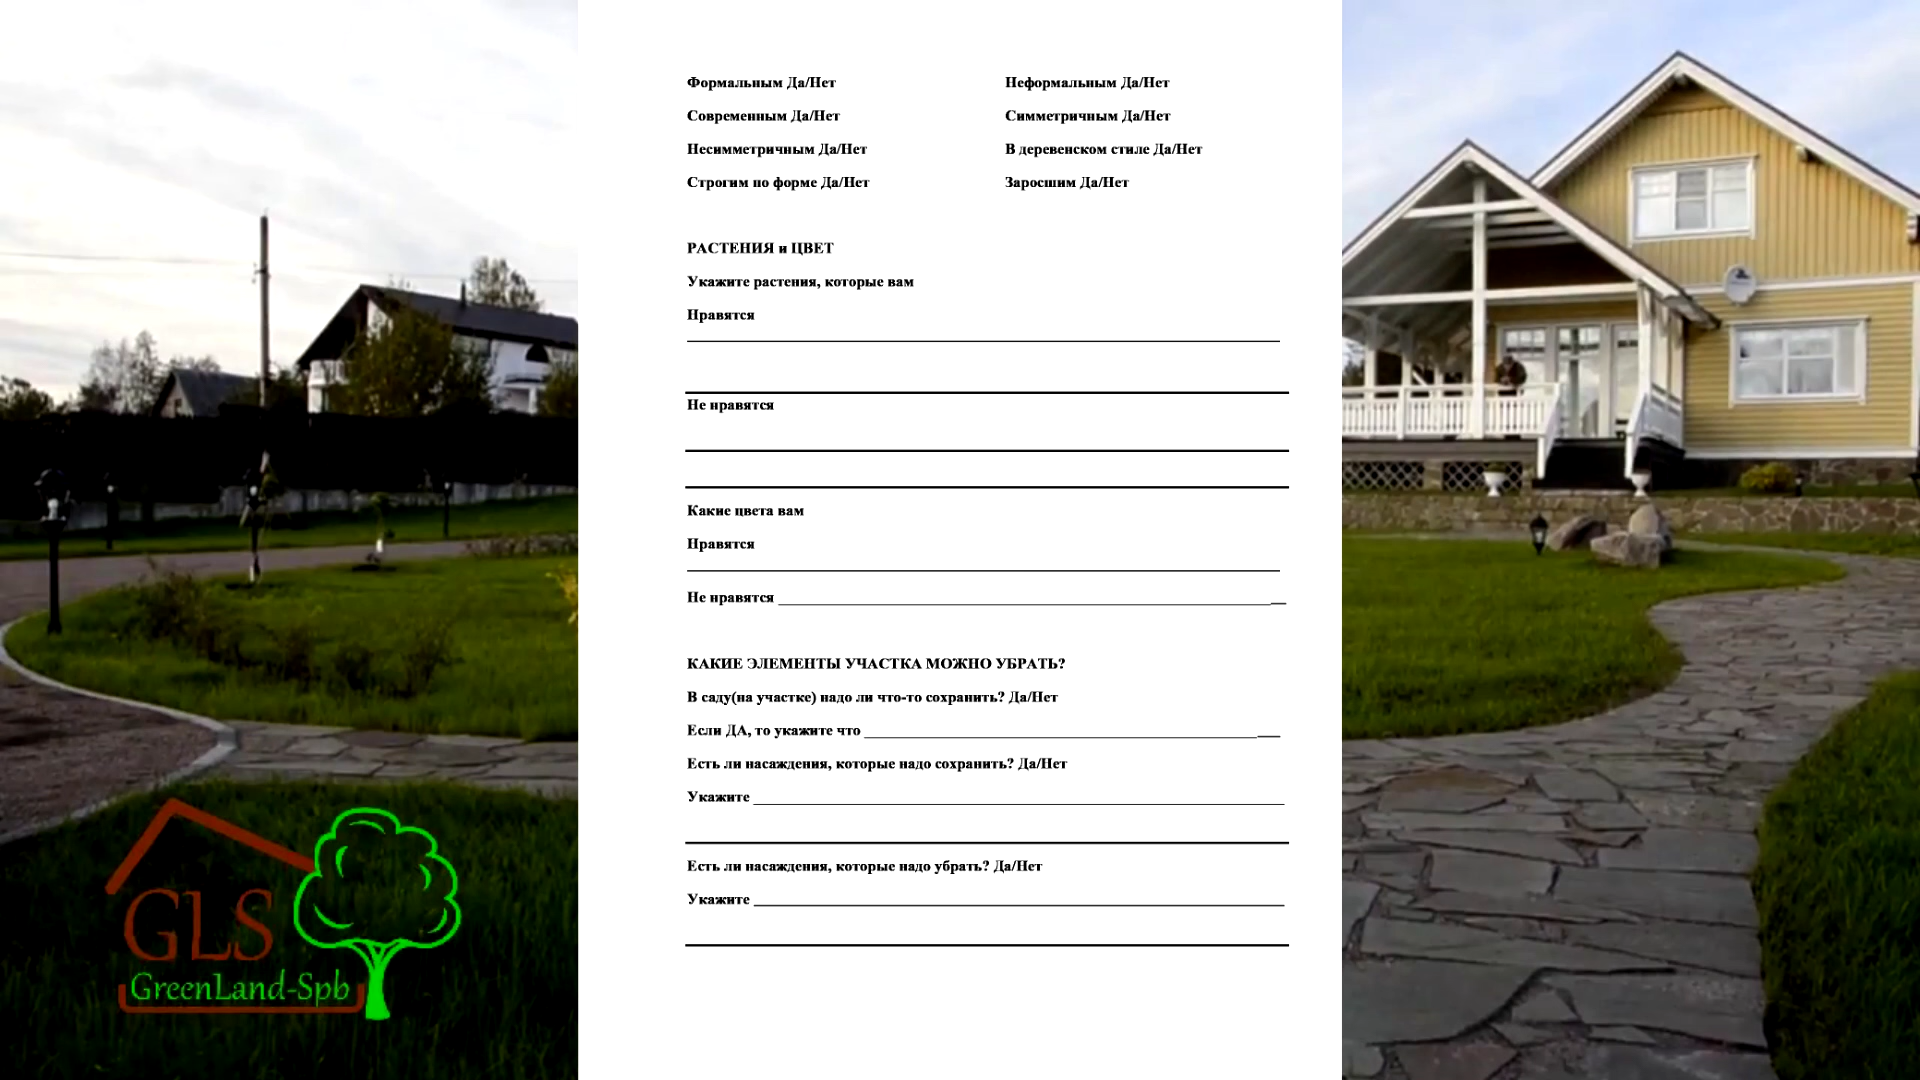 Формальным Да/Нет Неформальным Да/Нет
Современным Да/Нет Симметричным Да/Нет
Несимметричным Да/Нет В деревенском стиле Да/Нет
Строгим по форме Да/Нет Заросшим Да/Нет
РАСТЕНИЯ и ЦВЕТ
Укажите растения, которые вам
Нравятся
Не нравятся
Какие цвета вам
Нравятся
Не нравятся
КАКИЕ ЭЛЕМЕНТЫ УЧАСТКА МОЖНО УБРАТЬ?
В саду(на участке) надо ли что-то сохранить? Да/Нет
Если ДА, то укажите что
Есть ли насаждения, которые надо сохранить? Да/Нет
Укажите
Есть ли насаждения, которые надо убрать? Да/Нет
Укажите
GLS
GreenLand-Spb